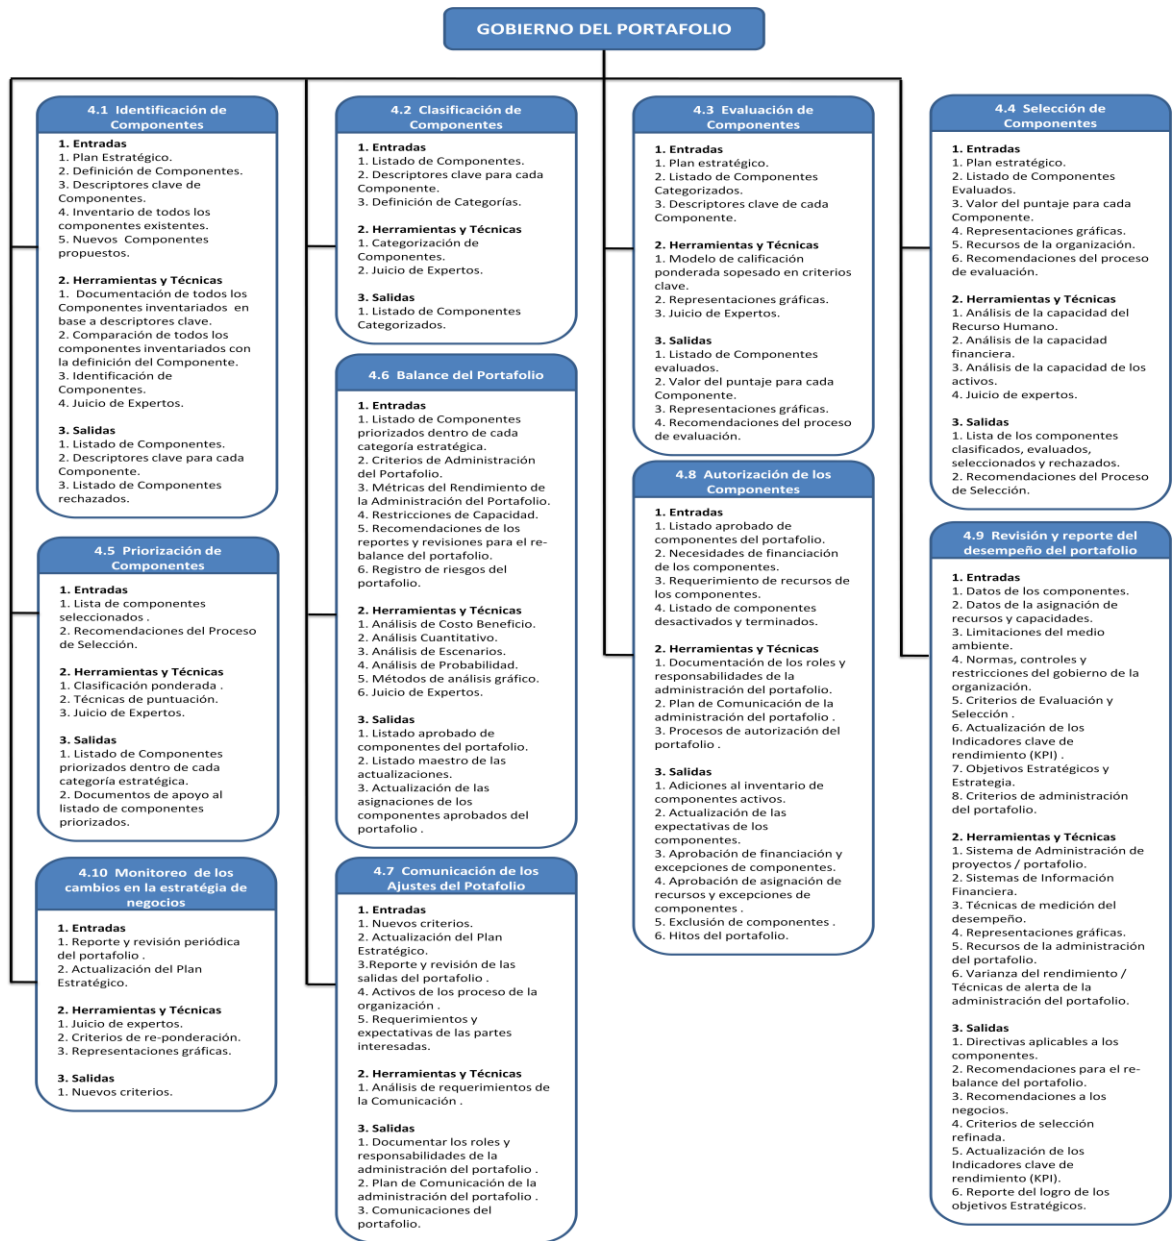 GOBIERNO DEL PORTAFOLIO
4.1 Identificación de
Componentes
1. Entradas
1. Plan Estratégico.
2. Definición de Componentes.
3. Descriptores clave de
Componentes.
4. Inventario de todos los
componentes existentes.
5. Nuevos Componentes
propuestos.
2. Herramientas y Técnicas
1. Documentación de todos los
Componentes inventariados en
base a descriptores clave.
2. Comparación de todos los
componentes inventariados con
la definición del Componente.
3. Identificación de
Componentes.
4. Juicio de Expertos.
3. Salidas
1. Listado de Componentes.
2. Descriptores clave para cada
Componente.
3. Listado de Componentes
rechazados.
4.2 Clasificación de
Componentes
1. Entradas
1. Listado de Componentes.
2. Descriptores clave para cada
Componente.
3. Definición de Categorías.
2. Herramientas y Técnicas
1. Categorización de
Componentes.
2. Juicio de Expertos.
3. Salidas
1. Listado de Componentes
Categorizados.
4.3 Evaluación de
Componentes
1. Entradas
1. Plan estratégico.
2. Listado de Componentes
Categorizados.
3. Descriptores clave de cada
Componente.
2. Herramientas y Técnicas
1. Modelo de calificación
ponderada sopesado en criterios
clave.
2. Representaciones gráficas.
3. Juicio de Expertos.
3. Salidas
1. Listado de Componentes
evaluados.
2. Valor del puntaje para cada
Componente.
3. Representaciones gráficas.
4. Recomendaciones del proceso
de evaluación.
4.4 Selección de
Componentes
1. Entradas
1. Plan estratégico.
2. Listado de Componentes
Evaluados.
3. Valor del puntaje para cada
Componente.
4. Representaciones gráficas.
5. Recursos de la organización.
6. Recomendaciones del proceso
de evaluación.
2. Herramientas y Técnicas
1. Análisis de la capacidad del
Recurso Humano.
2. Análisis de la capacidad
financiera.
3. Análisis de la capacidad de los
activos.
4. Juicio de expertos.
3. Salidas
1. Lista de los componentes
clasificados, evaluados,
seleccionados y rechazados.
2. Recomendaciones del Proceso
de Selección.
4.5 Priorización de
Componentes
1. Entradas
1. Lista de componentes
seleccionados .
2. Recomendaciones del Proceso
de Selección.
2. Herramientas y Técnicas
1. Clasificación ponderada .
2. Técnicas de puntuación.
3. Juicio de Expertos.
3. Salidas
1. Listado de Componentes
priorizados dentro de cada
categoría estratégica.
2. Documentos de apoyo al
listado de componentes
priorizados.
4.6 Balance del Portafolio
1. Entradas
1. Listado de Componentes
priorizados dentro de cada
categoría estratégica.
2. Criterios de Administración
del Portafolio.
3. Métricas del Rendimiento de
la Administración del Portafolio.
4. Restricciones de Capacidad.
5. Recomendaciones de los
reportes y revisiones para el re-
balance del portafolio.
6. Registro de riesgos del
portafolio.
2. Herramientas y Técnicas
1. Análisis de Costo Beneficio.
2. Análisis Cuantitativo.
3. Análisis de Escenarios.
4. Análisis de Probabilidad.
5. Métodos de análisis gráfico.
6. Juicio de Expertos.
3. Salidas
1. Listado aprobado de
componentes del portafolio.
2. Listado maestro de las
actualizaciones.
3. Actualización de las
asignaciones de los
componentes aprobados del
portafolio .
4.8 Autorización de los
Componentes
1. Entradas
1. Listado aprobado de
componentes del portafolio.
2. Necesidades de financiación
de los componentes.
3. Requerimiento de recursos de
los componentes.
4. Listado de componentes
desactivados y terminados.
2. Herramientas y Técnicas
1. Documentación de los roles y
responsabilidades de la
administración del portafolio.
2. Plan de Comunicación de la
administración del portafolio .
3. Procesos de autorización del
portafolio .
3. Salidas
1. Adiciones al inventario de
componentes activos.
2. Actualización de las
expectativas de los
componentes.
3. Aprobación de financiación y
excepciones de componentes.
4. Aprobación de asignación de
recursos y excepciones de
componentes .
5. Exclusión de componentes .
6. Hitos del portafolio.
4.9 Revisión y reporte del
desempeño del portafolio
1. Entradas
1. Datos de los componentes.
2. Datos de la asignación de
recursos y capacidades.
3. Limitaciones del medio
ambiente.
4. Normas, controles y
restricciones del gobierno de la
organización.
5. Criterios de Evaluación y
Selección .
6. Actualización de los
Indicadores clave de
rendimiento (KPI) .
7. Objetivos Estratégicos y
Estrategia.
8. Criterios de administración
del portafolio.
2. Herramientas y Técnicas
1. Sistema de Administración de
proyectos / portafolio.
2. Sistemas de Información
Financiera.
3. Técnicas de medición del
desempeño.
4. Representaciones gráficas.
5. Recursos de la administración
del portafolio.
6. Varianza del rendimiento /
Técnicas de alerta de la
administración del portafolio.
3. Salidas
1. Directivas aplicables a los
componentes.
2. Recomendaciones para el re-
balance del portafolio.
3. Recomendaciones a los
negocios.
4. Criterios de selección
refinada.
5. Actualización de los
Indicadores clave de
rendimiento (KPI).
6. Reporte del logro de los
objetivos Estratégicos.
4.10 Monitoreo de los
cambios en la estratégia de
negocios
1. Entradas
1. Reporte y revisión periódica
del portafolio .
2. Actualización del Plan
Estratégico.
2. Herramientas y Técnicas
1. Juicio de expertos.
2. Criterios de re-ponderación.
3. Representaciones gráficas.
3. Salidas
1. Nuevos criterios.
4.7 Comunicación de los
Ajustes del Potafolio
1. Entradas
1. Nuevos criterios.
2. Actualización del Plan
Estratégico.
3.Reporte y revisión de las
salidas del portafolio .
4. Activos de los proceso de la
organización .
5. Requerimientos y
expectativas de las partes
interesadas.
2. Herramientas y Técnicas
1. Análisis de requerimientos de
la Comunicación .
3. Salidas
1. Documentar los roles y
responsabilidades de la
administración del portafolio .
2. Plan de Comunicación de la
administración del portafolio .
3. Comunicaciones del
portafolio.